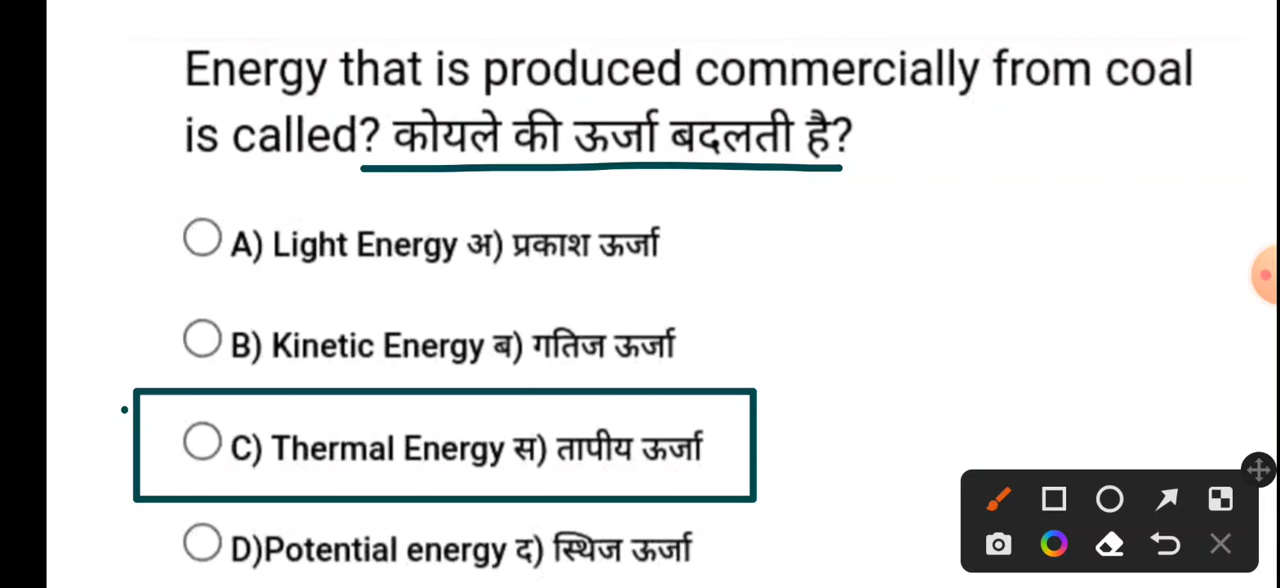 Energy that is produced commercially from coal
is called? कोयले की ऊर्जा बदलती है?
A) Light Energy अ) प्रकाश ऊर्जा
B) Kinetic Energy ब) गतिज ऊर्जा
C) Thermal Energy स) तापीय ऊर्जा
D)Potential energy द) स्थिज ऊर्जा